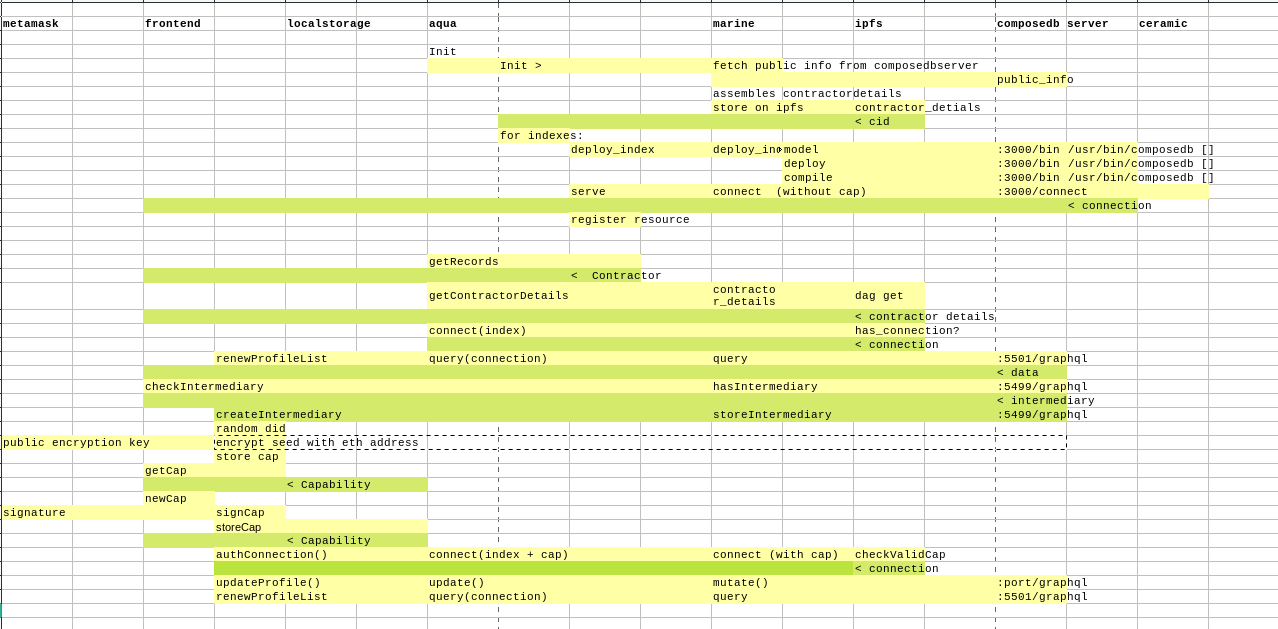 metamask frontend localstorage aqua marine ipfs composedb server ceramic
Init
Init > fetch public info from composedbserver
public_info
assembles contractordetails
store on ipfs contractor_detials
< cid
for indexes:
deploy_index deploy_ind model :3000/bin /usr/bin/composedb []
deploy :3000/bin /usr/bin/composedb []
compile :3000/bin /usr/bin/composedb []
serve connect (without cap) :3000/connect
< connection
register resource
getRecords
< Contractor
getContractorDetails contracto
r_details dag get
< contractor details
connect(index) has_connection?
< connection
renewProfileList query(connection) query :5501/graphql
< data
checkIntermediary hasIntermediary :5499/graphql
< intermediary
createIntermediary storeIntermediary :5499/graphql
random did
public encryption key encrypt seed with eth address
store cap
getCap
< Capability
newCap
signature signCap
storeCap
< Capability
authConnection() connect(index + cap) connect (with cap) checkValidCap
< connection
updateProfile() update() mutate() :port/graphql
renewProfileList query(connection) query :5501/graphql